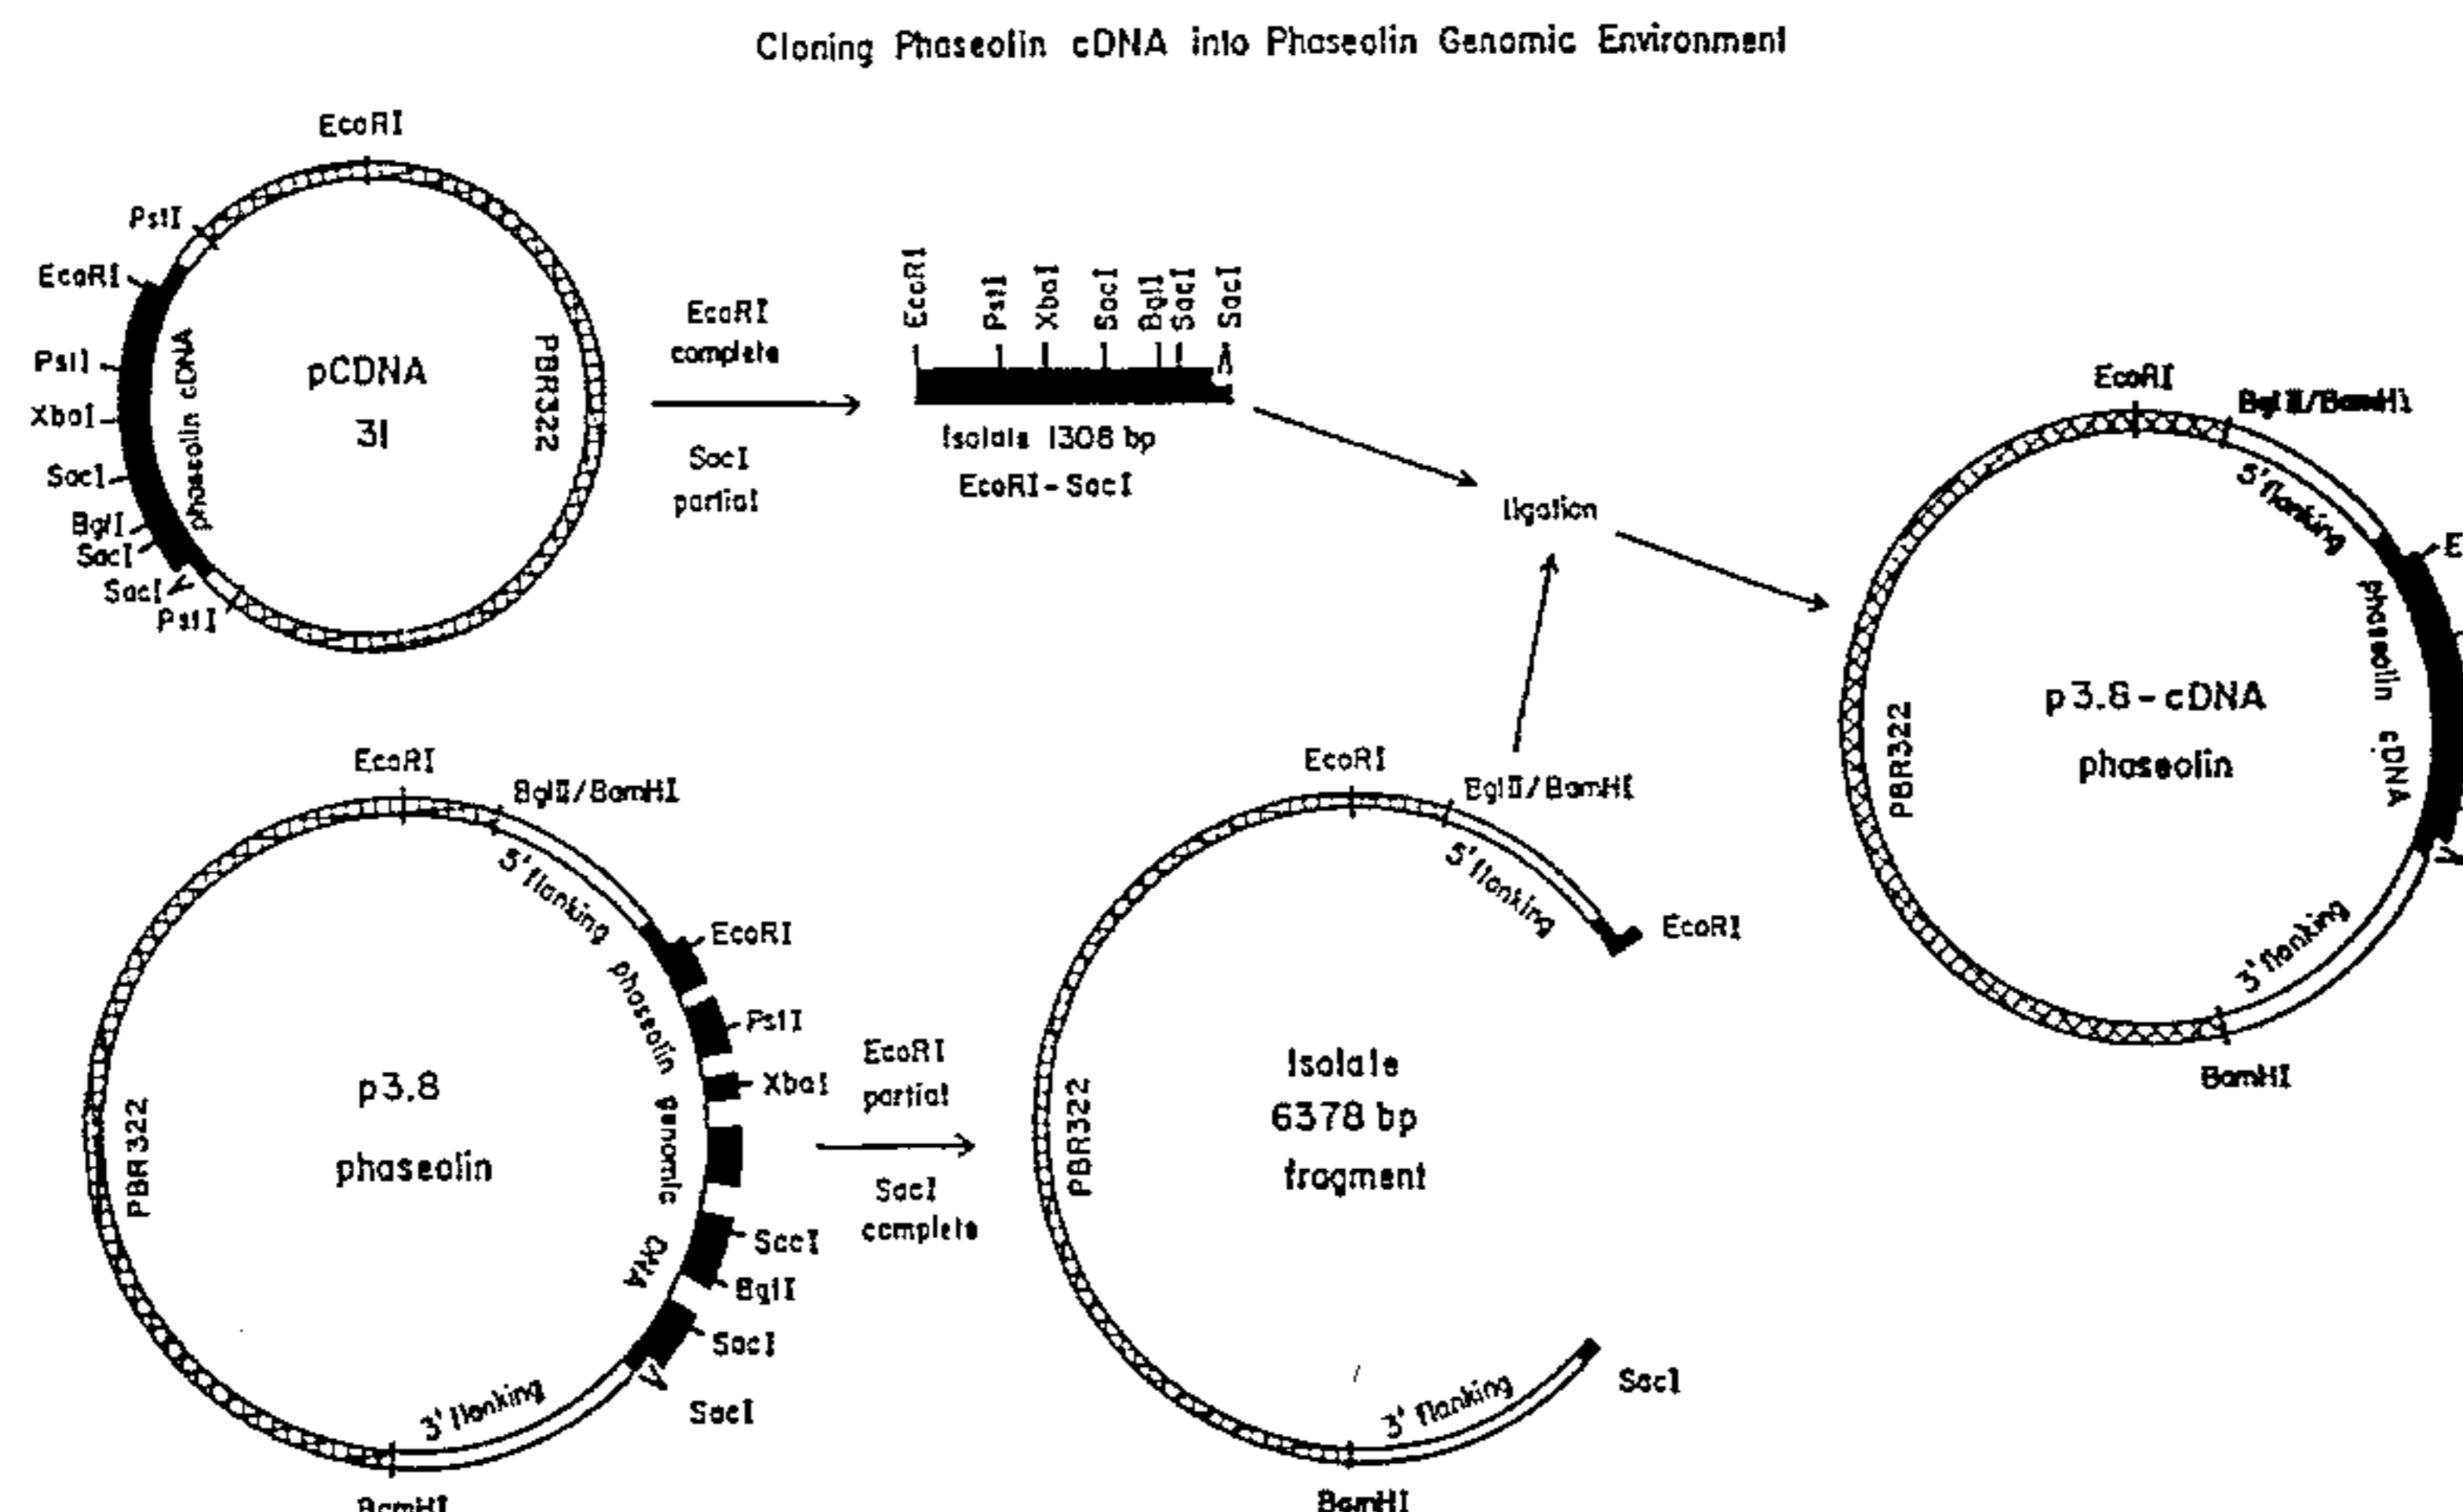 Cloning Phaseolin cDNA into Phaseolin Genomic Environment
EcoRI
PstI
EcoRI
PstI
XbaI
SacI
BglI
SacI
SacI
PstI
phaseolin cDNA
pCDNA
31
PBR322
EcoRI
complete
SacI
partial
EcoRI
PstI
XbaI
SacI
BglI
SacI
SacI
Isolate 1308 bp
EcoRI-SacI
ligation
EcoRI
BglII/BamHI
5' flanking
phaseolin cDNA
p3.8-cDNA
phaseolin
PBR322
3' flanking
BamHI
EcoRI
BglII/BamHI
5' flanking
EcoRI
phaseolin genomic DNA
PstI
XbaI
p3.8
phaseolin
PBR322
SacI
BglI
SacI
SacI
3' flanking
BamHI
EcoRI
partial
SacI
complete
EcoRI
BglII/BamHI
5' flanking
EcoRI
Isolate
6378 bp
fragment
PBR322
SacI
3' flanking
BamHI